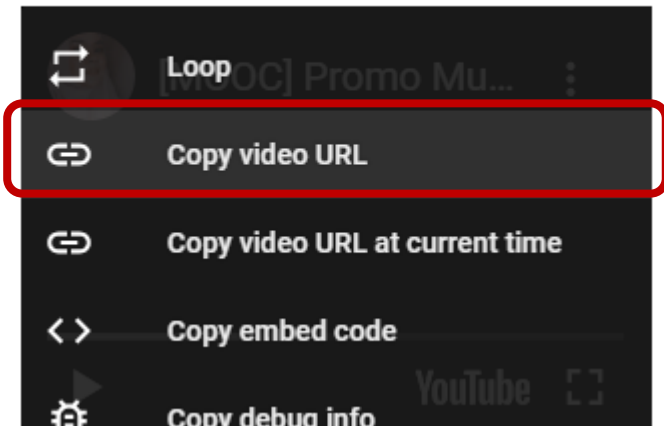 Loop
[MOOC] Promo Mu...
Copy video URL
Copy video URL at current time
Copy embed code
YouTube
Copy debug info